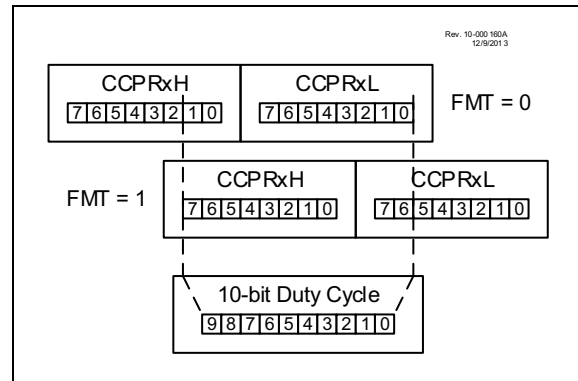 Rev. 10-000 160A
12/9/201 3
CCPRxH CCPRxL
7 6 5 4 3 2 1 0 7 6 5 4 3 2 1 0 FMT = 0
FMT = 1 CCPRxH CCPRxL
7 6 5 4 3 2 1 0 7 6 5 4 3 2 1 0
10-bit Duty Cycle
9 8 7 6 5 4 3 2 1 0